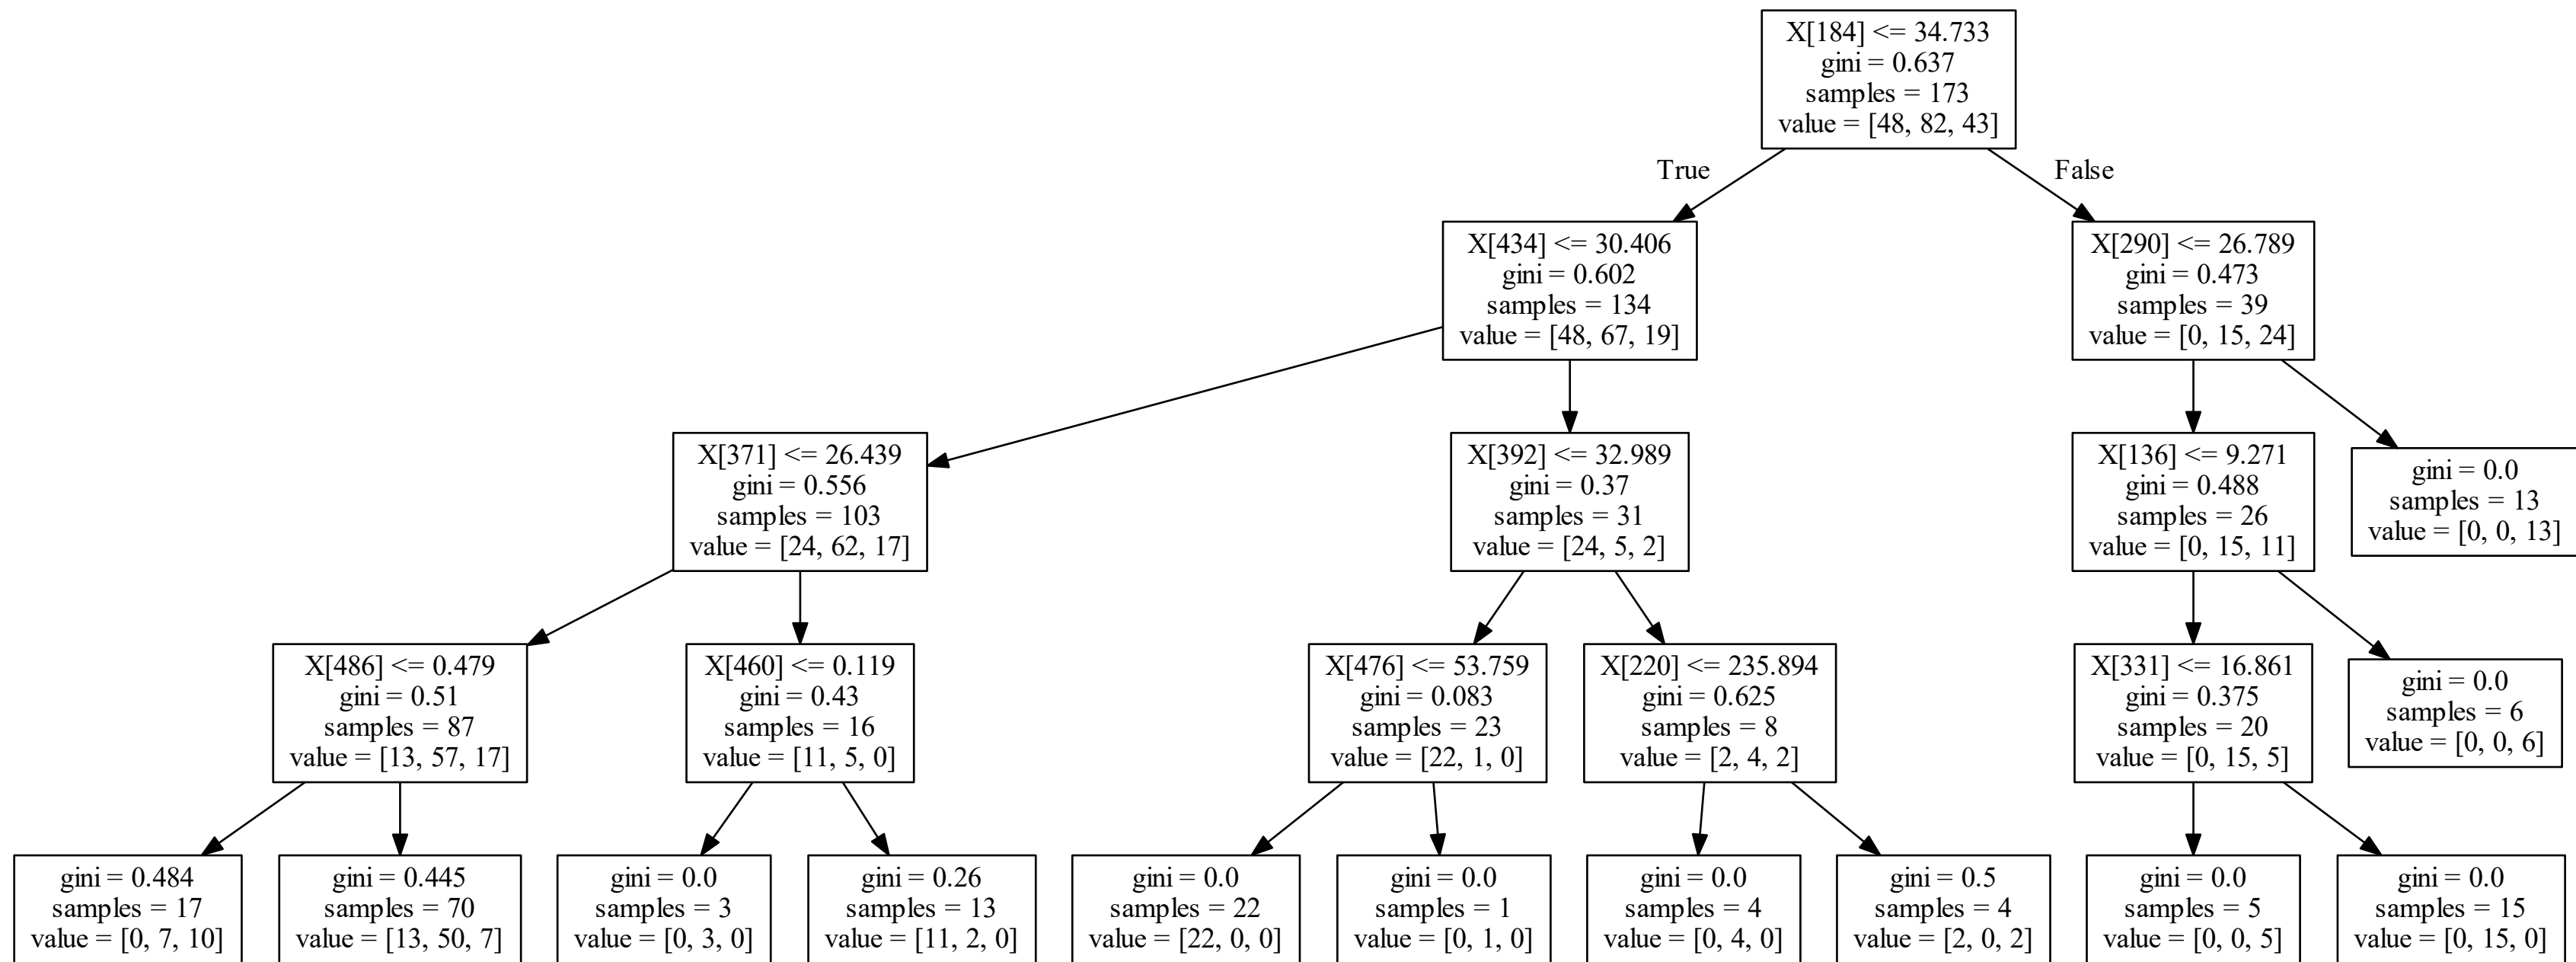 X[184] <= 34.733
gini = 0.637
samples = 173
value = [48, 82, 43]
True
False
X[434] <= 30.406
gini = 0.602
samples = 134
value = [48, 67, 19]
X[290] <= 26.789
gini = 0.473
samples = 39
value = [0, 15, 24]
X[371] <= 26.439
gini = 0.556
samples = 103
value = [24, 62, 17]
X[392] <= 32.989
gini = 0.37
samples = 31
value = [24, 5, 2]
X[136] <= 9.271
gini = 0.488
samples = 26
value = [0, 15, 11]
gini = 0.0
samples = 13
value = [0, 0, 13]
X[486] <= 0.479
gini = 0.51
samples = 87
value = [13, 57, 17]
X[460] <= 0.119
gini = 0.43
samples = 16
value = [11, 5, 0]
X[476] <= 53.759
gini = 0.083
samples = 23
value = [22, 1, 0]
X[220] <= 235.894
gini = 0.625
samples = 8
value = [2, 4, 2]
X[331] <= 16.861
gini = 0.375
samples = 20
value = [0, 15, 5]
gini = 0.0
samples = 6
value = [0, 0, 6]
gini = 0.484
samples = 17
value = [0, 7, 10]
gini = 0.445
samples = 70
value = [13, 50, 7]
gini = 0.0
samples = 3
value = [0, 3, 0]
gini = 0.26
samples = 13
value = [11, 2, 0]
gini = 0.0
samples = 22
value = [22, 0, 0]
gini = 0.0
samples = 1
value = [0, 1, 0]
gini = 0.0
samples = 4
value = [0, 4, 0]
gini = 0.5
samples = 4
value = [2, 0, 2]
gini = 0.0
samples = 5
value = [0, 0, 5]
gini = 0.0
samples = 15
value = [0, 15, 0]